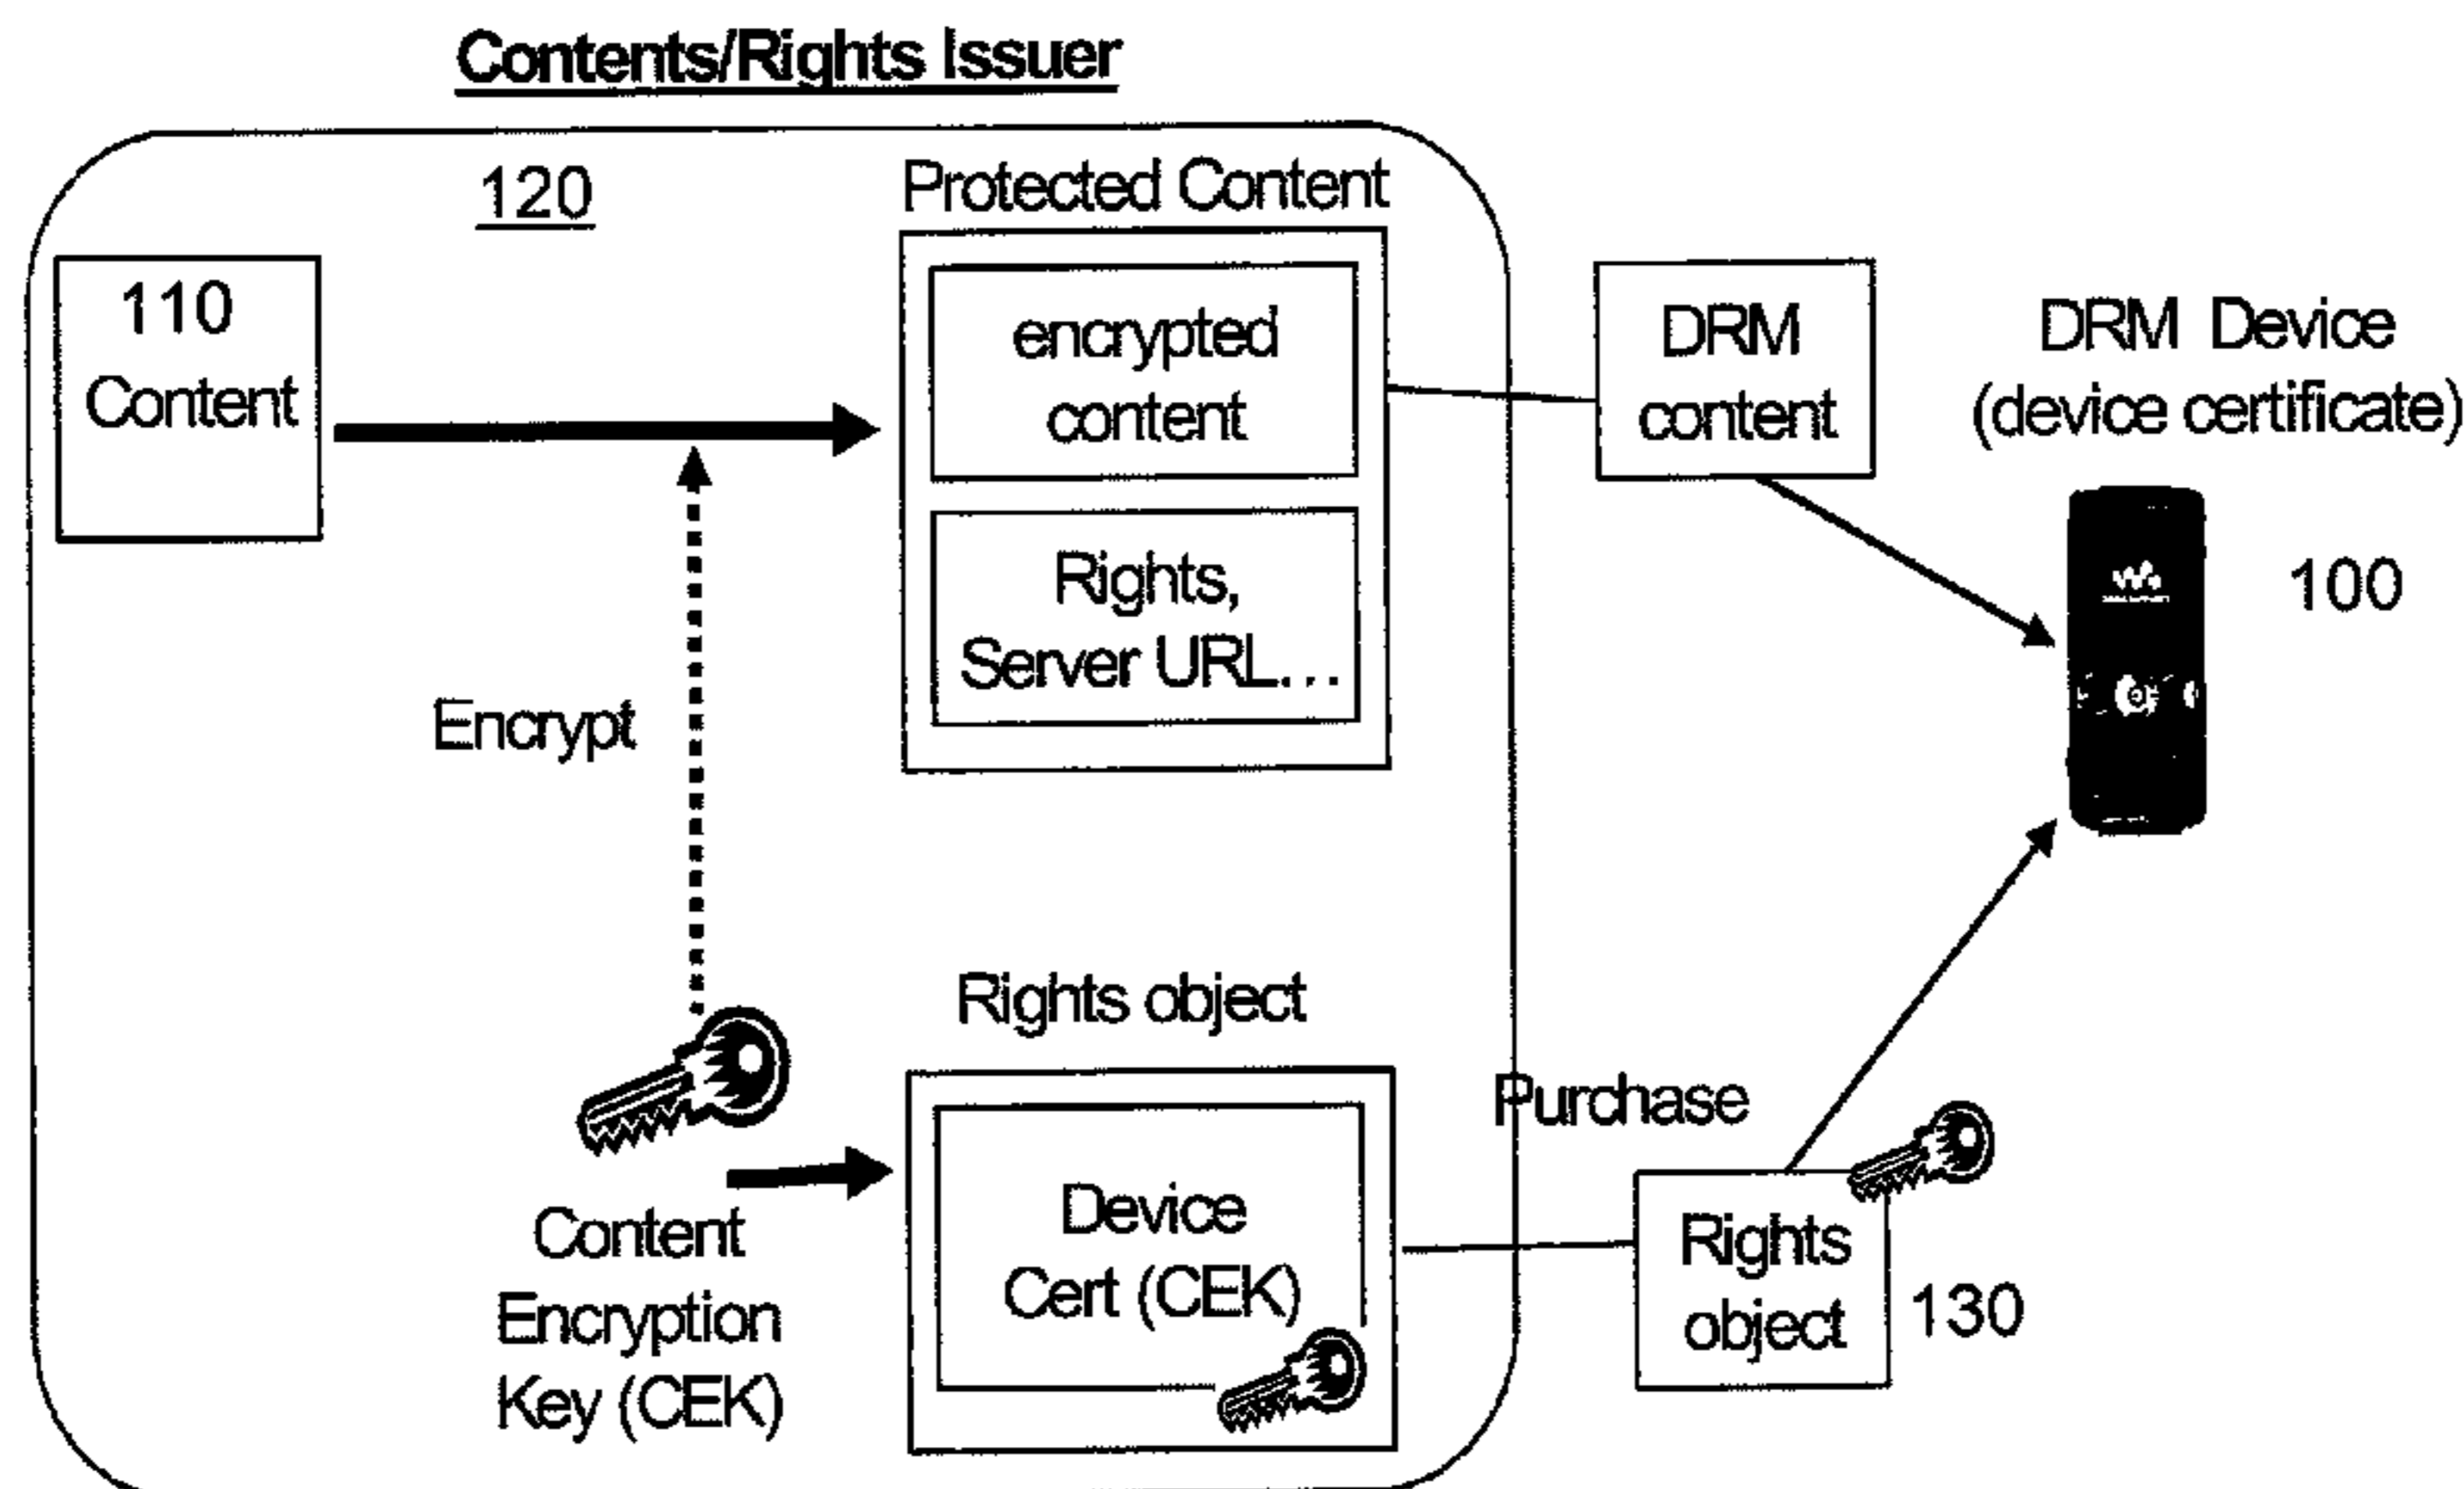 Contents/Rights Issuer
120
Protected Content
110
Content
encrypted
content
Rights,
Server URL...
DRM
content
DRM Device
(device certificate)
100
Encrypt
Rights object
Content
Encryption
Key (CEK)
Device
Cert (CEK)
Purchase
Rights
object
130